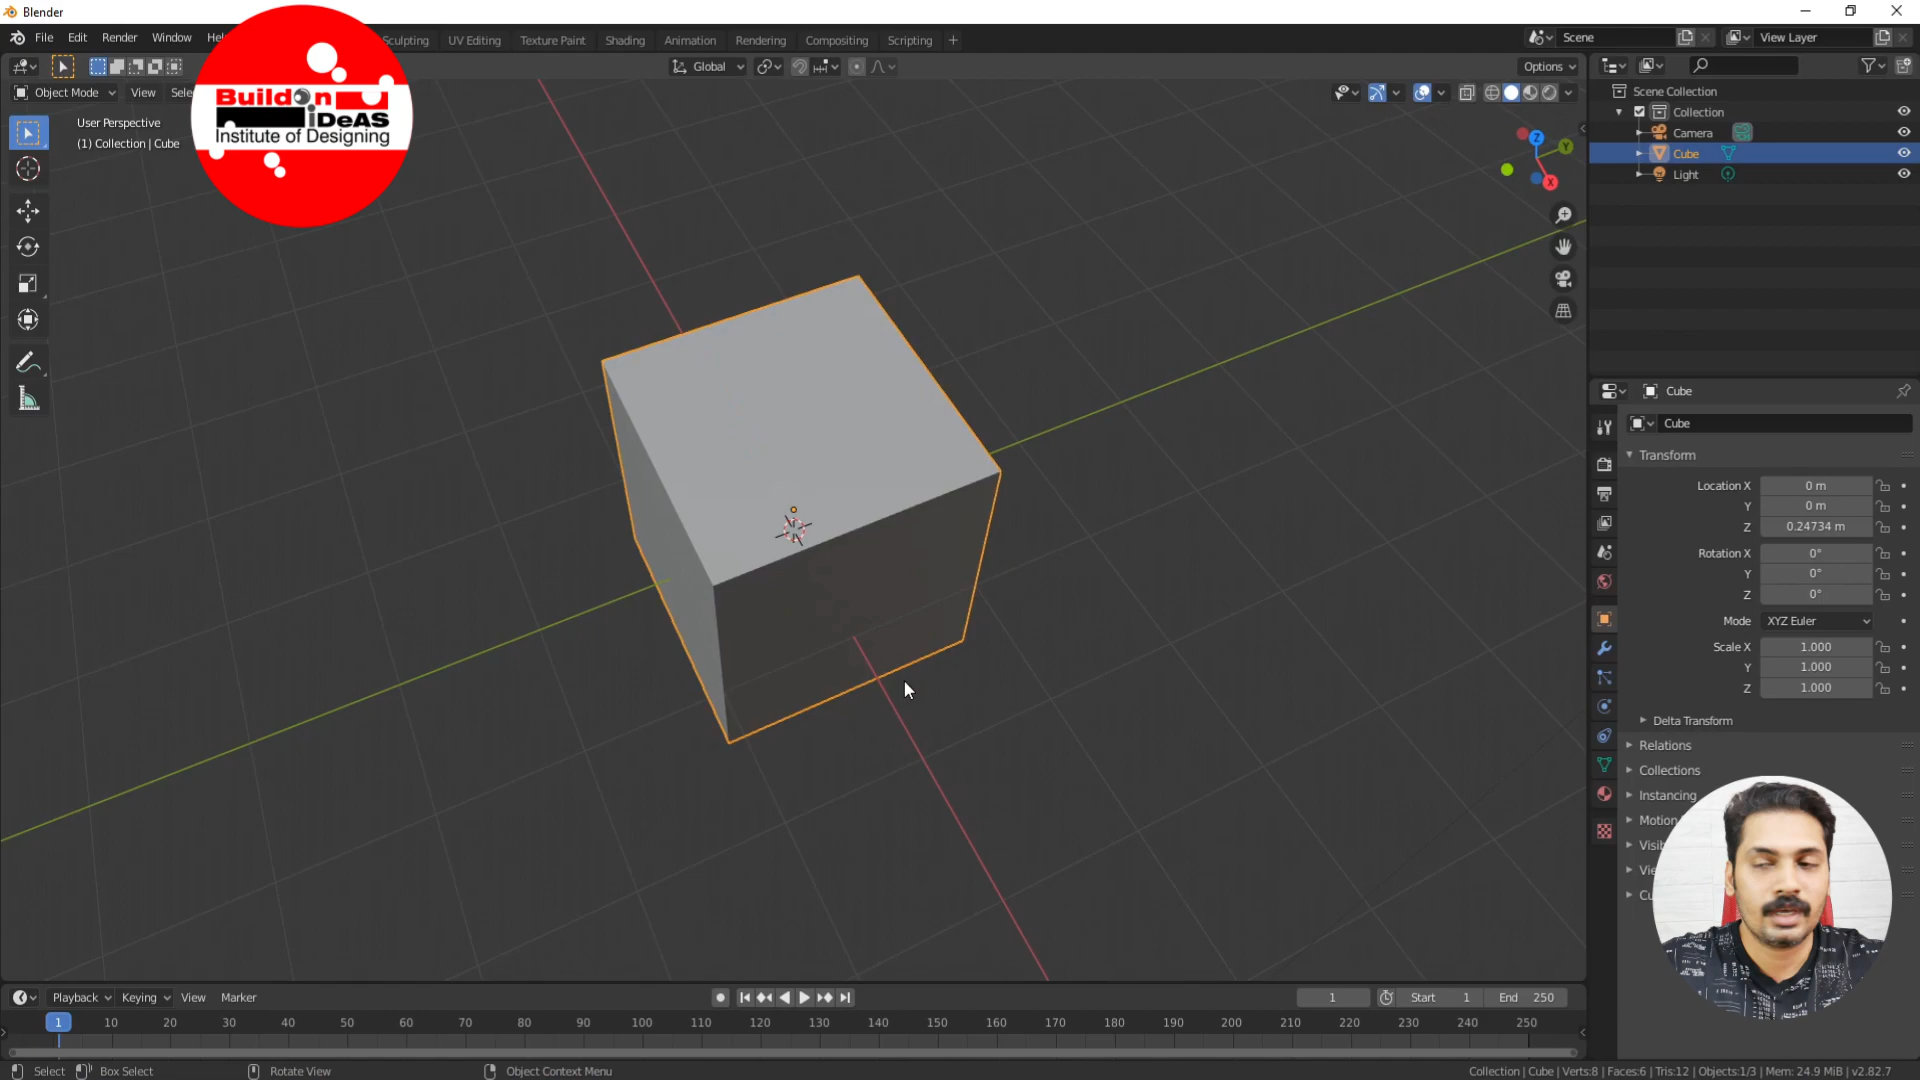 Blender
File Edit Render Window
Sculpting UV Editing Texture Paint Shading Animation Rendering Compositing Scripting +
Scene
View Layer
Global
Options
Object Mode View
Build on iDeAS
Institute of Designing
User Perspective
(1) Collection | Cube
Z
Y
X
Scene Collection
Collection
Camera
Cube
Light
Cube
Cube
Transform
Location X 0 m
Y 0 m
Z 0.24734 m
Rotation X 0°
Y 0°
Z 0°
Mode XYZ Euler
Scale X 1.000
Y 1.000
Z 1.000
Delta Transform
Relations
Collections
Instancing
Motion
Playback Keying View Marker
1 Start 1 End 250
1 10 20 30 40 50 60 70 80 90 100 110 120 130 140 150 160 170 180 190 200 210 220 230 240 250
Select Box Select Rotate View Object Context Menu
Collection | Cube | Verts:8 | Faces:6 | Tris:12 | Objects:1/3 | Mem: 24.9 MiB | v2.82.7